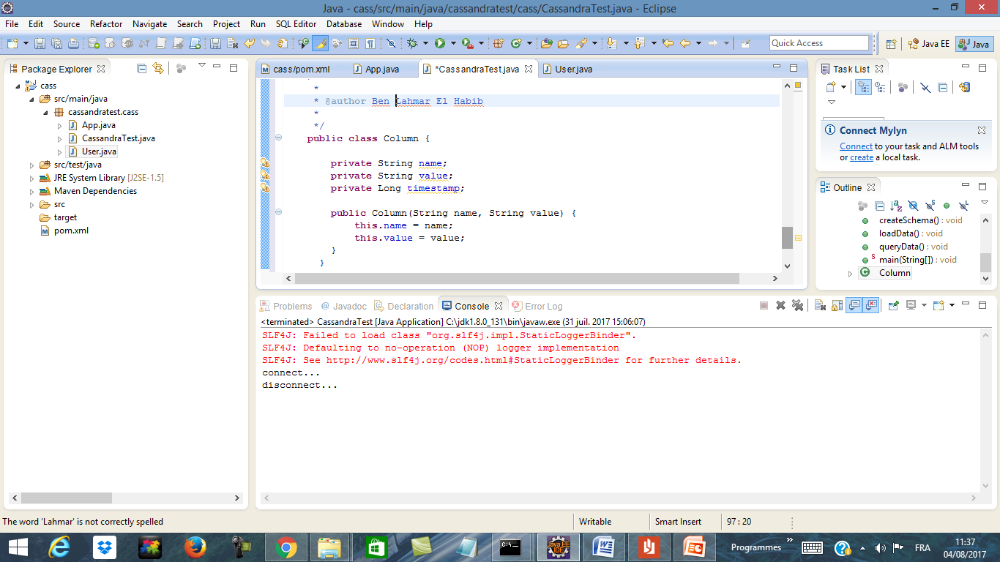 Java - cass/src/main/java/cassandratest/cass/CassandraTest.java - Eclipse
File Edit Source Refactor Navigate Search Project Run SQL Editor Database Window Help
Quick Access
Java EE
Java
Package Explorer
cass
src/main/java
cassandratest.cass
App.java
CassandraTest.java
User.java
src/test/java
JRE System Library [J2SE-1.5]
Maven Dependencies
src
target
pom.xml
cass/pom.xml
App.java
*CassandraTest.java
User.java
*
* @author Ben Lahmar El Habib
*
*/
public class Column {
private String name;
private String value;
private Long timestamp;
public Column(String name, String value) {
this.name = name;
this.value = value;
}
}
Task List
Connect Mylyn
Connect to your task and ALM tools
or create a local task.
Outline
createSchema() : void
loadData() : void
queryData() : void
main(String[]) : void
Column
Problems
Javadoc
Declaration
Console
Error Log
<terminated> CassandraTest [Java Application] C:\jdk1.8.0_131\bin\javaw.exe (31 juil. 2017 15:06:07)
SLF4J: Failed to load class "org.slf4j.impl.StaticLoggerBinder".
SLF4J: Defaulting to no-operation (NOP) logger implementation
SLF4J: See http://www.slf4j.org/codes.html#StaticLoggerBinder for further details.
connect...
disconnect...
The word 'Lahmar' is not correctly spelled
Writable
Smart Insert
97 : 20
Java EE
IDE
Programmes
FRA
11:37
04/08/2017